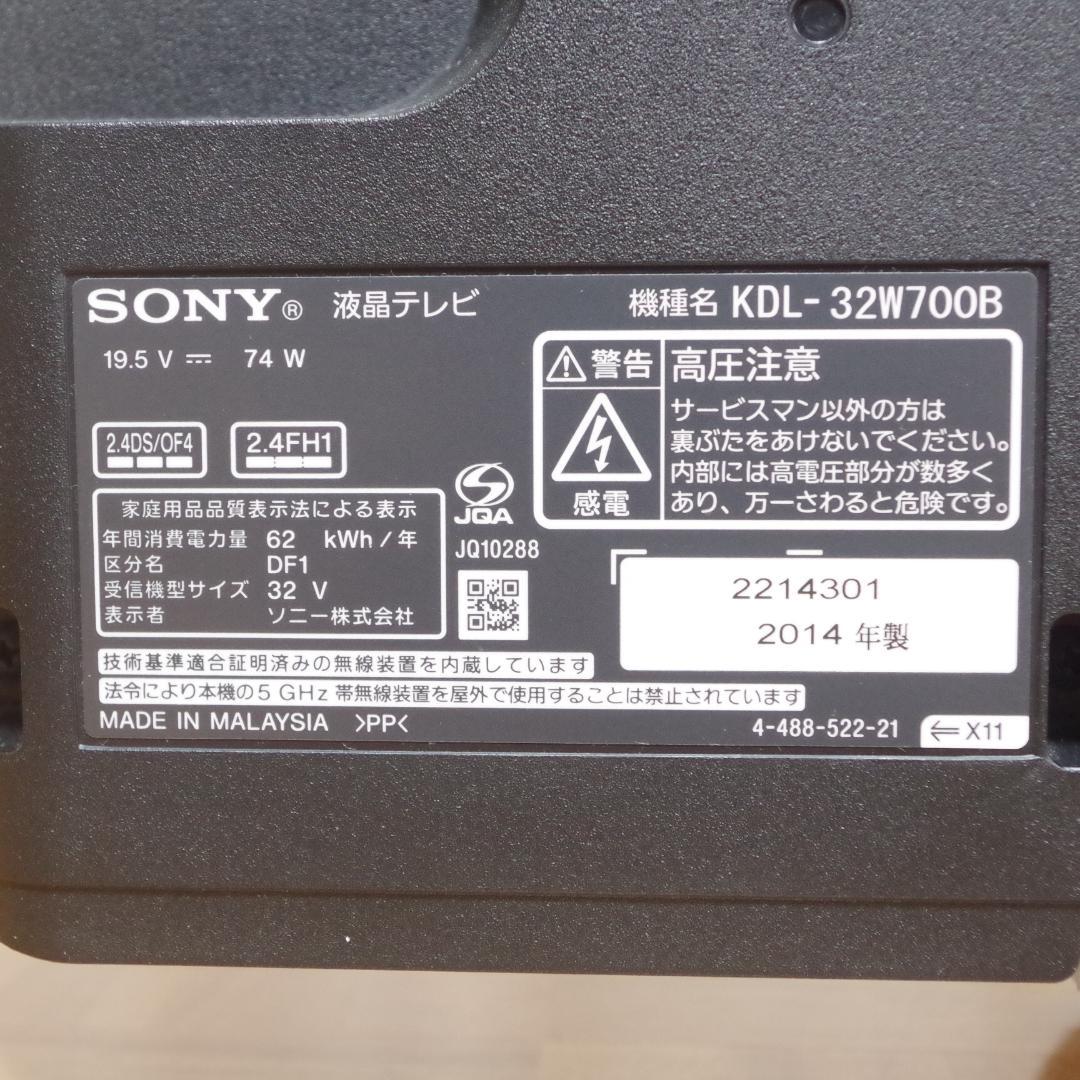 SONY® 液晶テレビ 機種名 KDL-32W700B
19.5 V ⎓ 74 W
2.4DS/OF4 2.4FH1
警告 高圧注意
感電
サービスマン以外の方は
裏ぶたをあけないでください。
内部には高電圧部分が数多く
あり、万一さわると危険です。
家庭用品品質表示法による表示
年間消費電力量 62 kWh/年
区分名 DF1
受信機型サイズ 32 V
表示者 ソニー株式会社
JQA
JQ10288
2214301
2014 年製
技術基準適合証明済みの無線装置を内蔵しています
法令により本機の5 GHz 帯無線装置を屋外で使用することは禁止されています
MADE IN MALAYSIA >PP<
4-488-522-21 ⇐X11